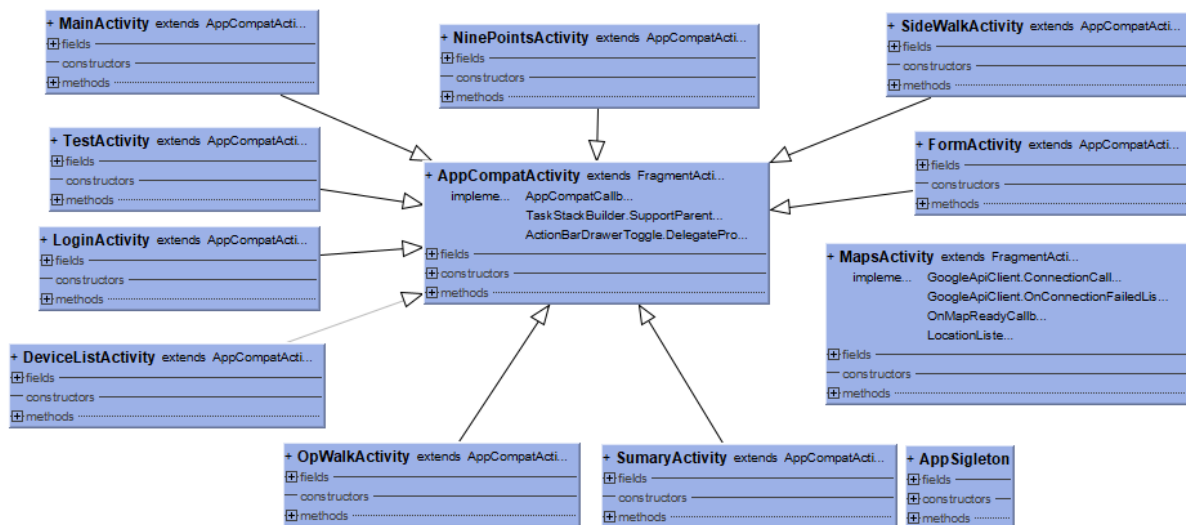 + MainActivity extends AppCompatActi...
fields
constructors
methods
+ NinePointsActivity extends AppCompatActi...
fields
constructors
methods
+ SideWalkActivity extends AppCompatActi...
fields
constructors
methods
+ TestActivity extends AppCompatActi...
fields
constructors
methods
+ AppCompatActivity extends FragmentActi...
impleme... AppCompatCallb...
TaskStackBuilder.SupportParent...
ActionBarDrawerToggle.DelegatePro...
fields
constructors
methods
+ FormActivity extends AppCompatActi...
fields
constructors
methods
+ LoginActivity extends AppCompatActi...
fields
constructors
methods
+ MapsActivity extends FragmentActi...
impleme... GoogleApiClient.ConnectionCall...
GoogleApiClient.OnConnectionFailedLis...
OnMapReadyCallb...
LocationListe...
fields
constructors
methods
+ DeviceListActivity extends AppCompatActi...
fields
constructors
methods
+ OpWalkActivity extends AppCompatActi...
fields
constructors
methods
+ SumaryActivity extends AppCompatActi...
fields
constructors
methods
+ AppSigleton
fields
constructors
methods